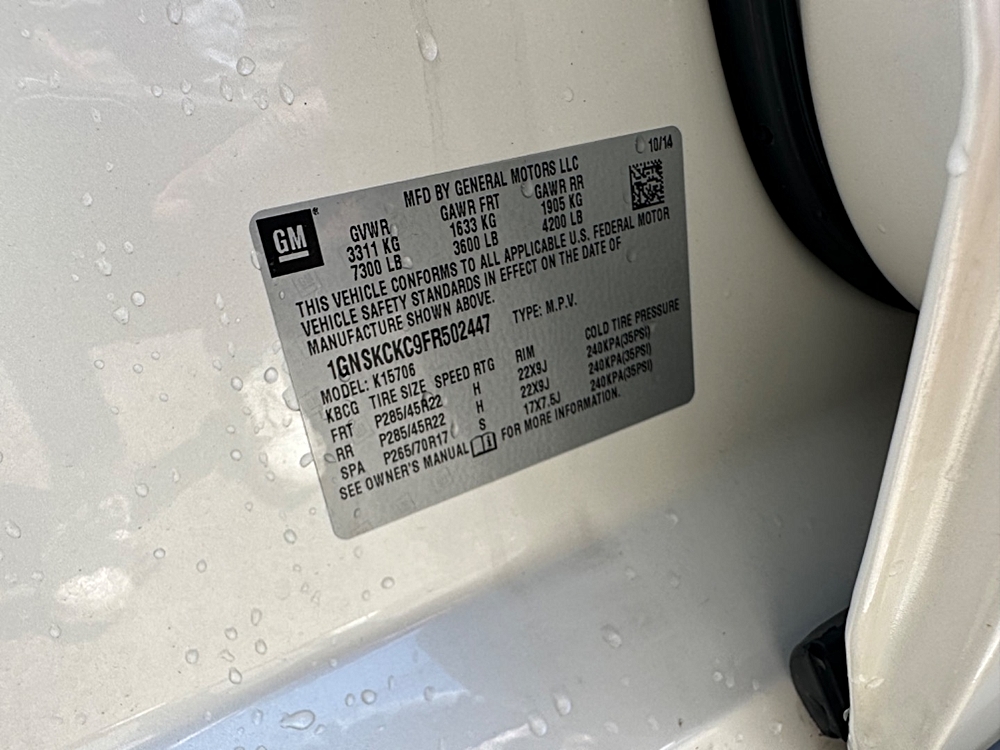 10/14
MFD BY GENERAL MOTORS LLC
GM®
GVWR GAWR FRT GAWR RR
3311 KG 1633 KG 1905 KG
7300 LB 3600 LB 4200 LB
THIS VEHICLE CONFORMS TO ALL APPLICABLE U.S. FEDERAL MOTOR
VEHICLE SAFETY STANDARDS IN EFFECT ON THE DATE OF
MANUFACTURE SHOWN ABOVE.
1GNSKCKC9FR502447 TYPE: M.P.V.
MODEL: K15706
KBCG TIRE SIZE SPEED RTG RIM COLD TIRE PRESSURE
FRT P285/45R22 H 22X9J 240KPA(35PSI)
RR P285/45R22 H 22X9J 240KPA(35PSI)
SPA P265/70R17 S 17X7.5J 240KPA(35PSI)
SEE OWNER'S MANUAL FOR MORE INFORMATION.